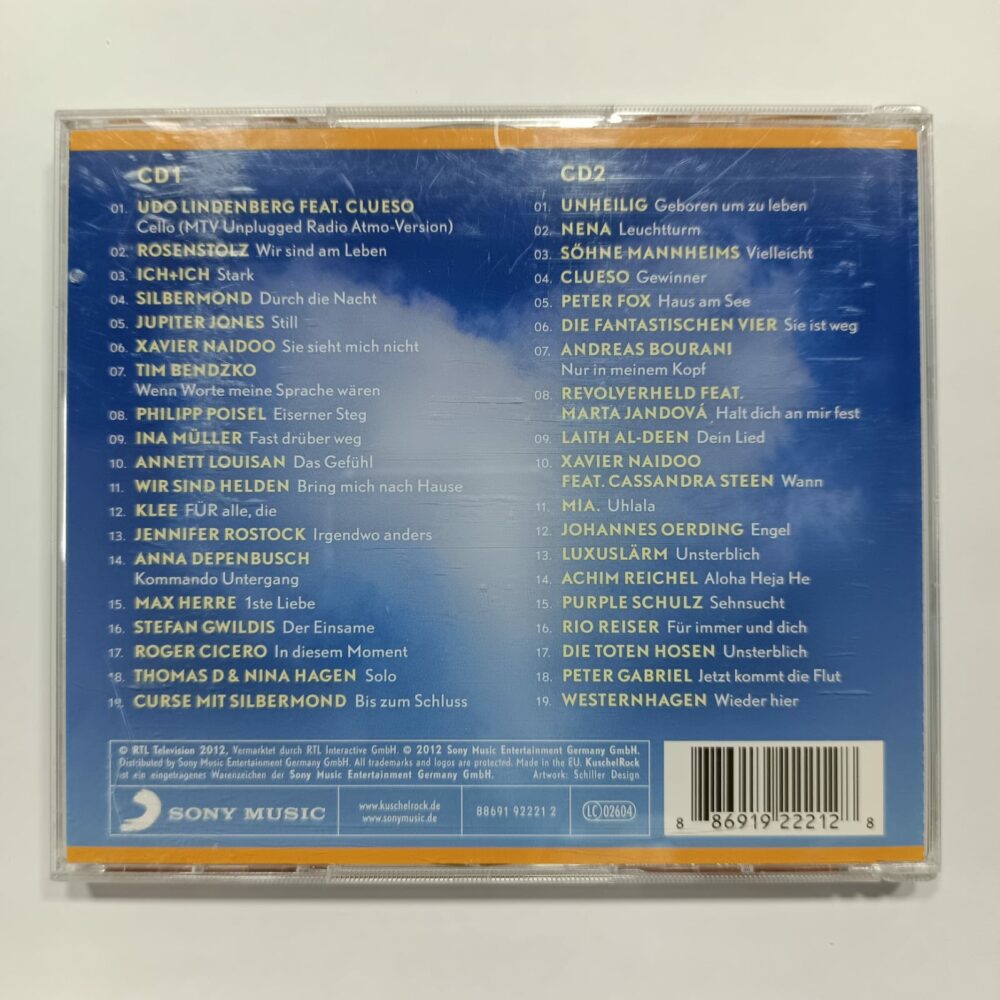 CD1
01. UDO LINDENBERG FEAT. CLUESO
Cello (MTV Unplugged Radio Atmo-Version)
02. ROSENSTOLZ Wir sind am Leben
03. ICH+ICH Stark
04. SILBERMOND Durch die Nacht
05. JUPITER JONES Still
06. XAVIER NAIDOO Sie sieht mich nicht
07. TIM BENDZKO
Wenn Worte meine Sprache wären
08. PHILIPP POISEL Eiserner Steg
09. INA MÜLLER Fast drüber weg
10. ANNETT LOUISAN Das Gefühl
11. WIR SIND HELDEN Bring mich nach Hause
12. KLEE FÜR alle, die
13. JENNIFER ROSTOCK Irgendwo anders
14. ANNA DEPENBUSCH
Kommando Untergang
15. MAX HERRE 1ste Liebe
16. STEFAN GWILDIS Der Einsame
17. ROGER CICERO In diesem Moment
18. THOMAS D & NINA HAGEN Solo
19. CURSE MIT SILBERMOND Bis zum Schluss
CD2
01. UNHEILIG Geboren um zu leben
02. NENA Leuchtturm
03. SÖHNE MANNHEIMS Vielleicht
04. CLUESO Gewinner
05. PETER FOX Haus am See
06. DIE FANTASTISCHEN VIER Sie ist weg
07. ANDREAS BOURANI
Nur in meinem Kopf
08. REVOLVERHELD FEAT.
MARTA JANDOVÁ Halt dich an mir fest
09. LAITH AL-DEEN Dein Lied
10. XAVIER NAIDOO
FEAT. CASSANDRA STEEN Wann
11. MIA. Uhlala
12. JOHANNES OERDING Engel
13. LUXUSLÄRM Unsterblich
14. ACHIM REICHEL Aloha Heja He
15. PURPLE SCHULZ Sehnsucht
16. RIO REISER Für immer und dich
17. DIE TOTEN HOSEN Unsterblich
18. PETER GABRIEL Jetzt kommt die Flut
19. WESTERNHAGEN Wieder hier
© RTL Television 2012, Vermarktet durch RTL Interactive GmbH. © 2012 Sony Music Entertainment Germany GmbH.
Distributed by Sony Music Entertainment Germany GmbH. All trademarks and logos are protected. Made in the EU. KuschelRock
ist ein eingetragenes Warenzeichen der Sony Music Entertainment Germany GmbH. Artwork: Schiller Design
SONY MUSIC
www.kuschelrock.de
www.sonymusic.de
88691 92221 2
LC 02604
8 86919 22212 8